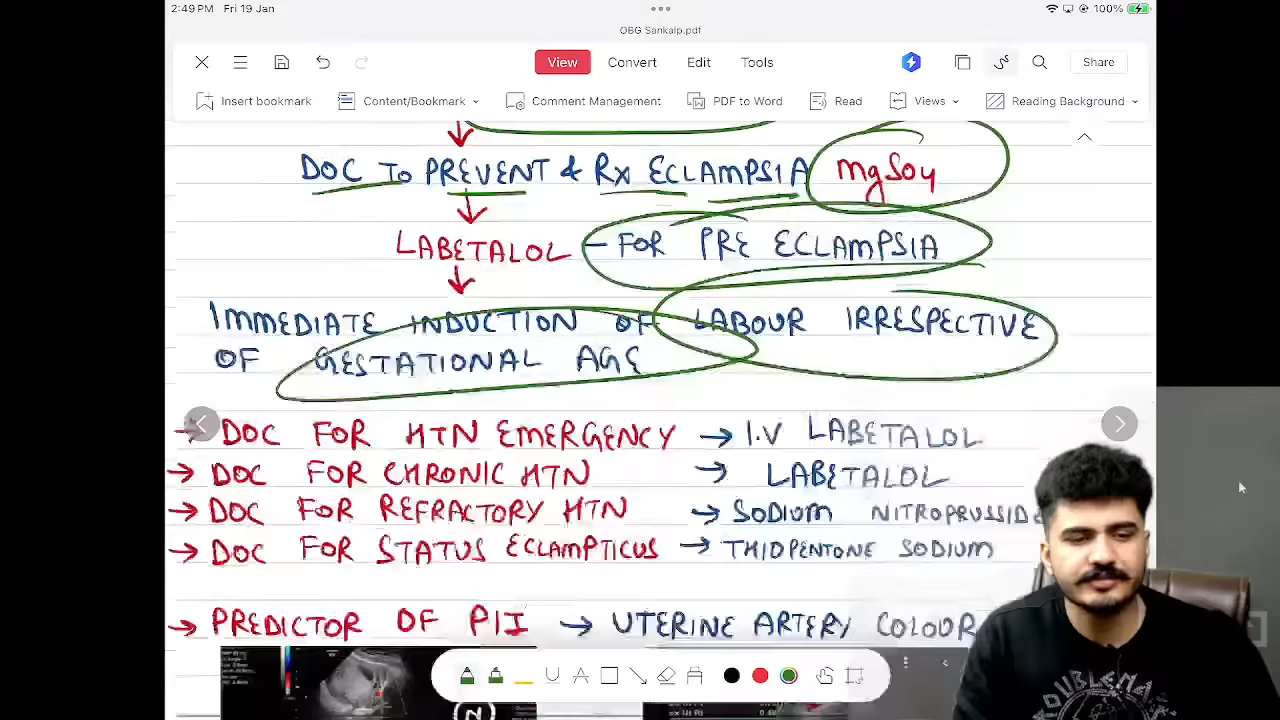 2:49 PM Fri 19 Jan
100%
OBG Sankalp.pdf
View Convert Edit Tools Share
Insert bookmark Content/Bookmark Comment Management PDF to Word Read Views Reading Background
DOC TO PREVENT & Rx ECLAMPSIA MgSO4
LABETALOL - FOR PRE ECLAMPSIA
IMMEDIATE INDUCTION OF LABOUR IRRESPECTIVE
OF GESTATIONAL AGE
→ DOC FOR HTN EMERGENCY → I.V LABETALOL
→ DOC FOR CHRONIC HTN → LABETALOL
→ DOC FOR REFRACTORY HTN → SODIUM NITROPRUSSIDE
→ DOC FOR STATUS ECLAMPTICUS → THIOPENTONE SODIUM
→ PREDICTOR OF PIH → UTERINE ARTERY COLOUR
N